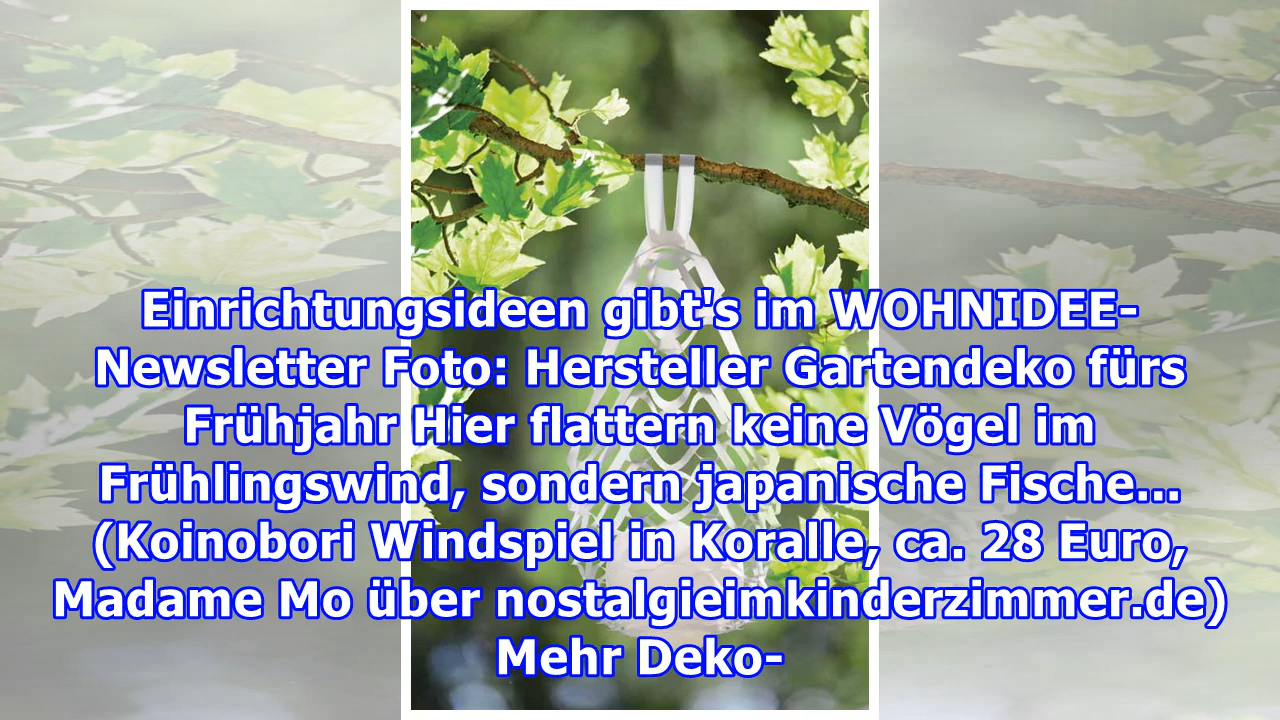 Einrichtungsideen gibt's im WOHNIDEE-
Newsletter Foto: Hersteller Gartendeko fürs
Frühjahr Hier flattern keine Vögel im
Frühlingswind, sondern japanische Fische...
(Koinobori Windspiel in Koralle, ca. 28 Euro,
Madame Mo über nostalgieimkinderzimmer.de)
Mehr Deko-